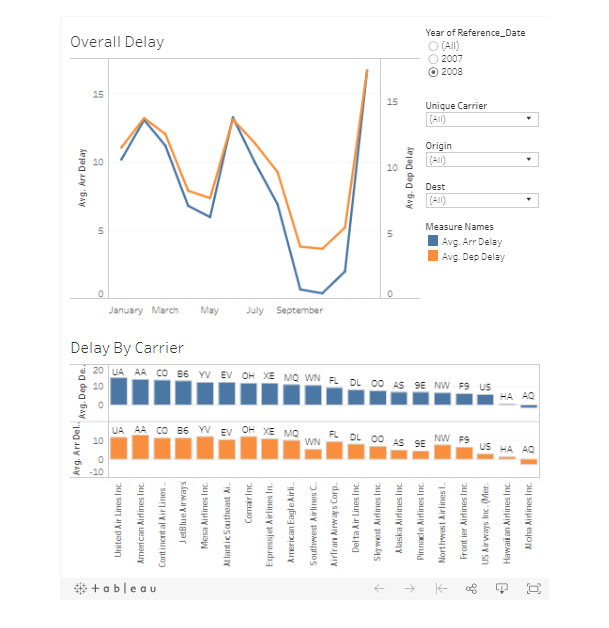 Overall Delay
Year of Reference_Date
(All)
2007
2008
15
10
5
0
Avg. Arr Delay
15
10
5
0
Avg. Dep Delay
January March May July September
Unique Carrier
(All)
Origin
(All)
Dest
(All)
Measure Names
Avg. Arr Delay
Avg. Dep Delay
Delay By Carrier
Avg. Dep De..
20
10
0
UA AA CO B6 YV EV OH XE MQ WN FL DL OO AS 9E NW F9 US HA AQ
Avg. Arr Del..
10
0
-10
UA AA CO B6 YV EV OH XE MQ WN FL DL OO AS 9E NW F9 US HA AQ
United Air Lines Inc.
American Airlines Inc.
Continental Air Lines ..
JetBlue Airways
Mesa Airlines Inc.
Atlantic Southeast Ai..
Comair Inc.
Expressjet Airlines In..
American Eagle Airli..
Southwest Airlines C..
AirTran Airways Corp..
Delta Air Lines Inc.
Skywest Airlines Inc.
Alaska Airlines Inc.
Pinnacle Airlines Inc.
Northwest Airlines I..
Frontier Airlines Inc.
US Airways Inc. (Mer..
Hawaiian Airlines Inc.
Aloha Airlines Inc.
+ a b l e a u